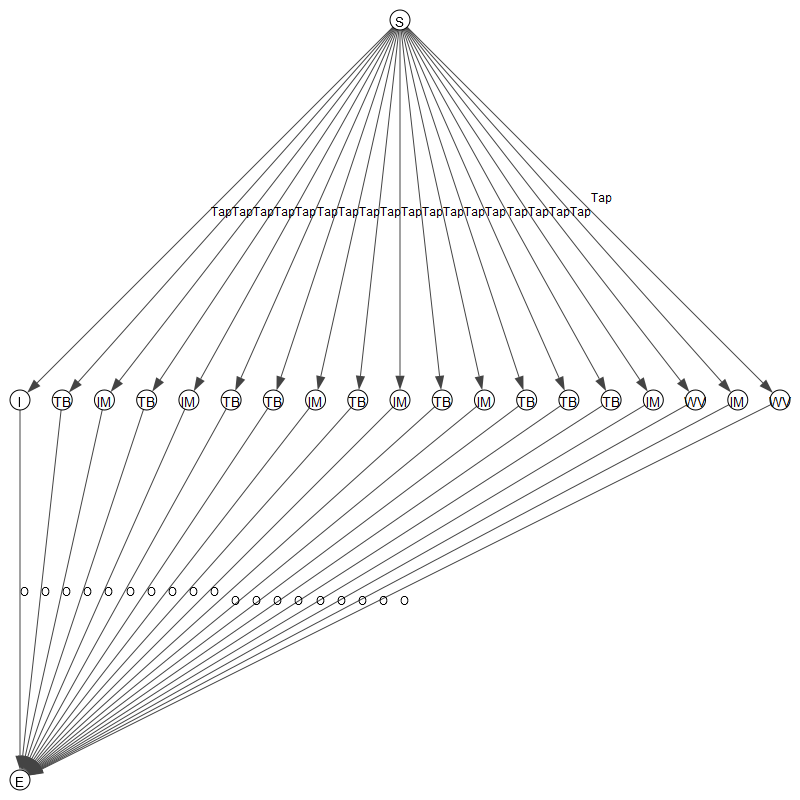 S
Tap
TapTapTapTapTapTapTapTapTapTapTapTapTapTapTapTapTapTap
I TB IM TB IM TB TB IM TB IM TB IM TB TB TB IM WV IM WV
O O O O O O O O O O
O O O O O O O O O
E